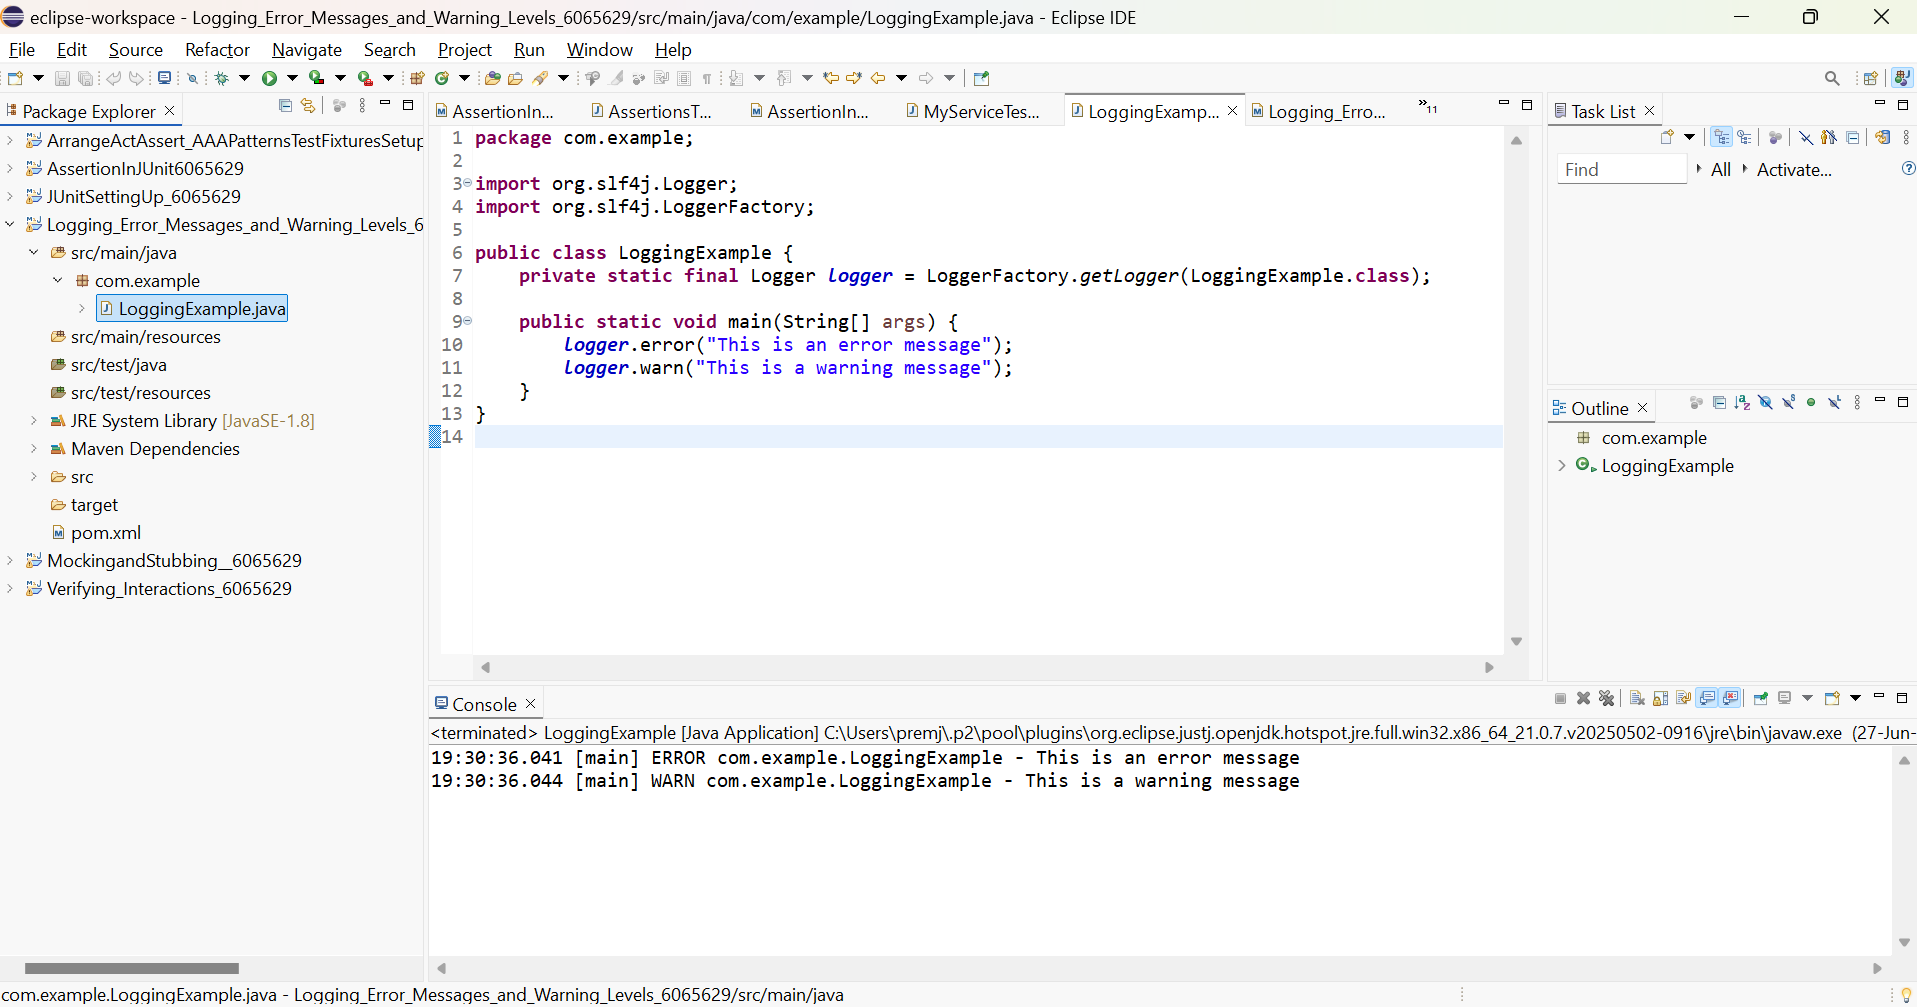 eclipse-workspace - Logging_Error_Messages_and_Warning_Levels_6065629/src/main/java/com/example/LoggingExample.java - Eclipse IDE
File Edit Source Refactor Navigate Search Project Run Window Help
Package Explorer
ArrangeActAssert_AAAPatternsTestFixturesSetup
AssertionInJUnit6065629
JUnitSettingUp_6065629
Logging_Error_Messages_and_Warning_Levels_6
src/main/java
com.example
LoggingExample.java
src/main/resources
src/test/java
src/test/resources
JRE System Library [JavaSE-1.8]
Maven Dependencies
src
target
pom.xml
MockingandStubbing__6065629
Verifying_Interactions_6065629
AssertionIn... AssertionsT... AssertionIn... MyServiceTes... LoggingExamp... Logging_Erro... »11
1 package com.example;
2
3 import org.slf4j.Logger;
4 import org.slf4j.LoggerFactory;
5
6 public class LoggingExample {
7 private static final Logger logger = LoggerFactory.getLogger(LoggingExample.class);
8
9 public static void main(String[] args) {
10 logger.error("This is an error message");
11 logger.warn("This is a warning message");
12 }
13 }
14
Task List
Find All Activate...
Outline
com.example
LoggingExample
Console
<terminated> LoggingExample [Java Application] C:\Users\premj\.p2\pool\plugins\org.eclipse.justj.openjdk.hotspot.jre.full.win32.x86_64_21.0.7.v20250502-0916\jre\bin\javaw.exe (27-Jun-
19:30:36.041 [main] ERROR com.example.LoggingExample - This is an error message
19:30:36.044 [main] WARN com.example.LoggingExample - This is a warning message
com.example.LoggingExample.java - Logging_Error_Messages_and_Warning_Levels_6065629/src/main/java